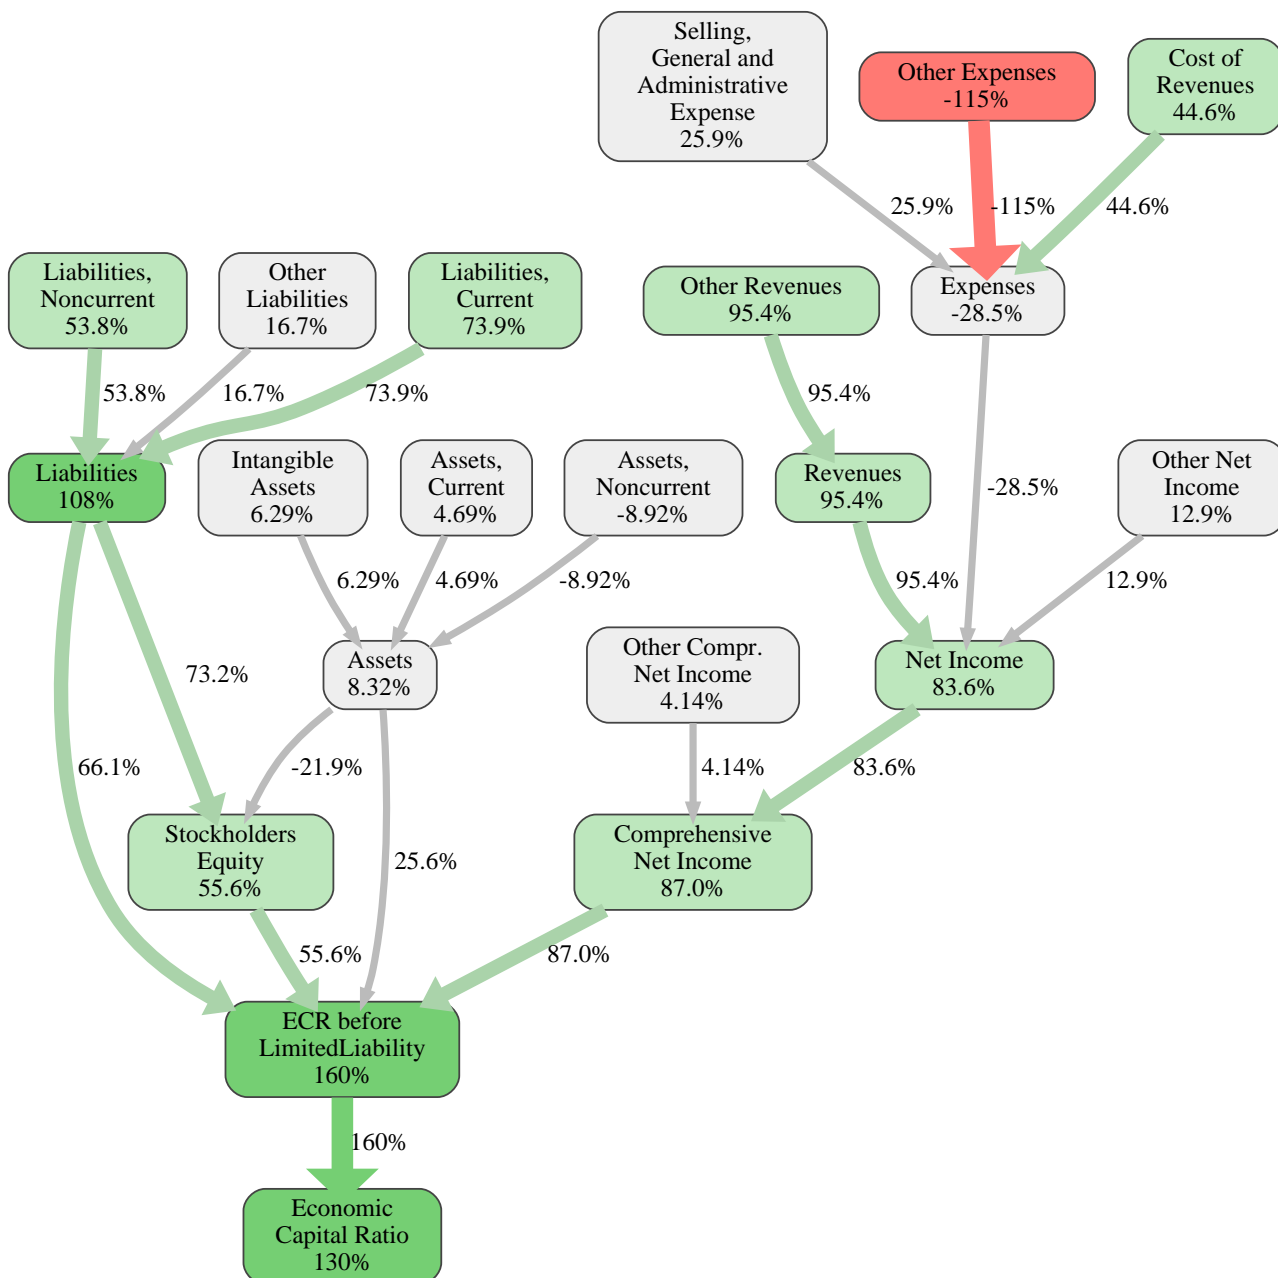 Selling,
General and
Administrative
Expense
25.9%
Other Expenses
-115%
Cost of
Revenues
44.6%
25.9%
-115%
44.6%
Liabilities,
Noncurrent
53.8%
Other
Liabilities
16.7%
Liabilities,
Current
73.9%
Other Revenues
95.4%
Expenses
-28.5%
53.8%
16.7%
73.9%
95.4%
Liabilities
108%
Intangible
Assets
6.29%
Assets,
Current
4.69%
Assets,
Noncurrent
-8.92%
Revenues
95.4%
-28.5%
Other Net
Income
12.9%
6.29%
4.69%
-8.92%
95.4%
12.9%
73.2%
Assets
8.32%
Other Compr.
Net Income
4.14%
Net Income
83.6%
66.1%
-21.9%
4.14%
83.6%
Stockholders
Equity
55.6%
25.6%
Comprehensive
Net Income
87.0%
55.6%
87.0%
ECR before
LimitedLiability
160%
160%
Economic
Capital Ratio
130%